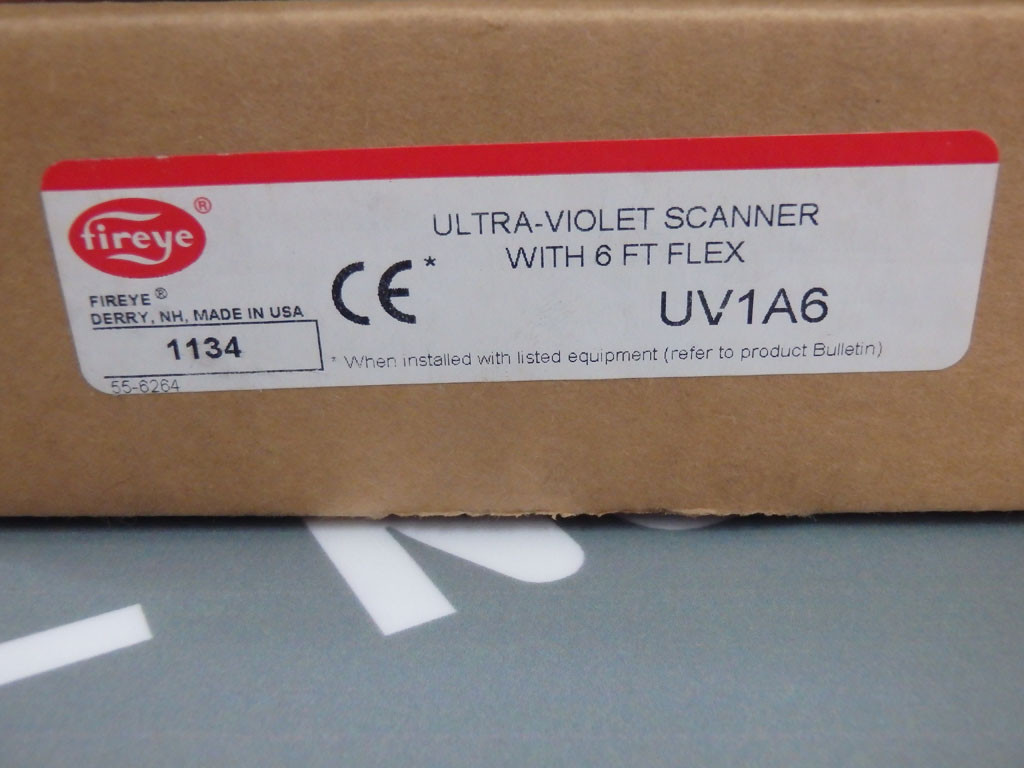 fireye®
ULTRA-VIOLET SCANNER
WITH 6 FT FLEX
CE*
UV1A6
FIREYE®
DERRY, NH, MADE IN USA
1134
* When installed with listed equipment (refer to product Bulletin)
55-6264